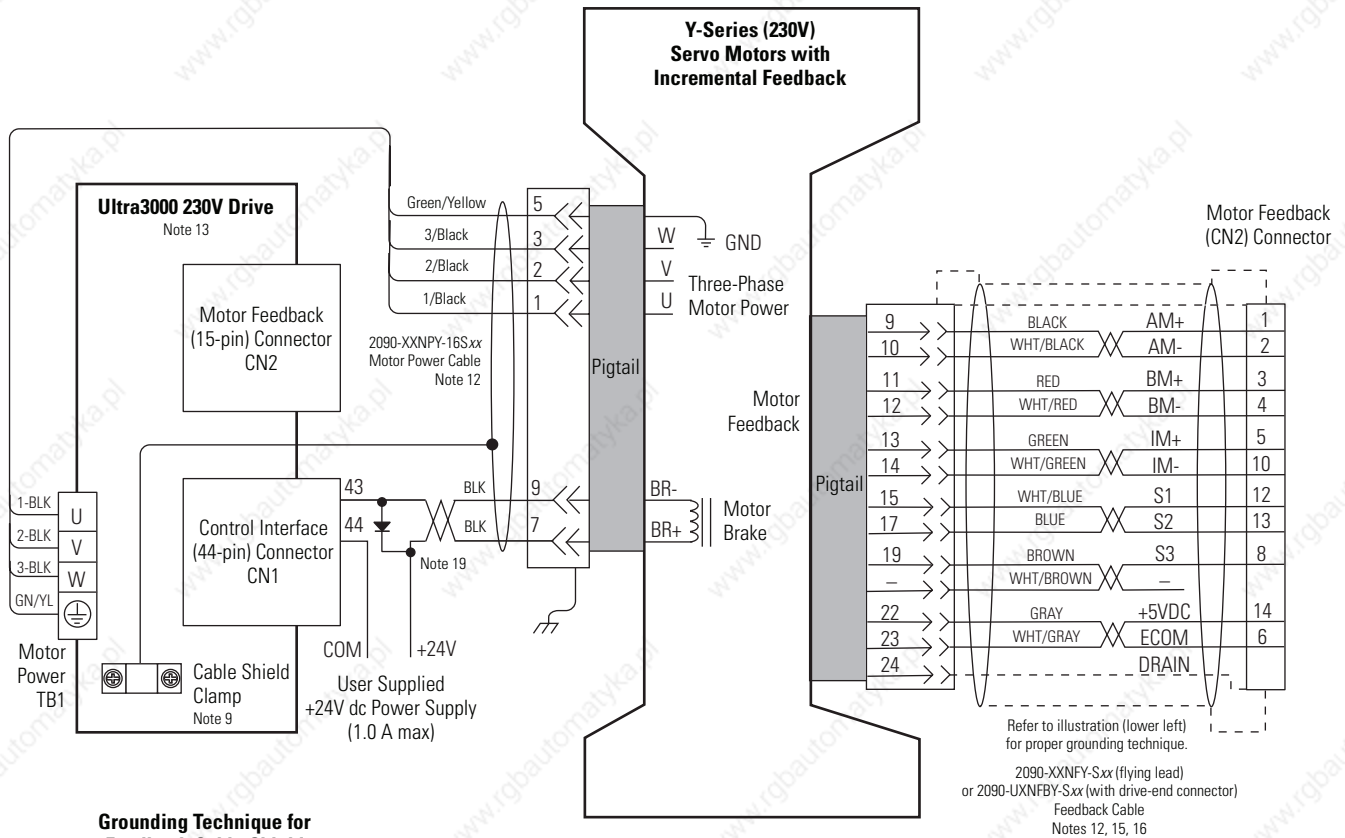 Y-Series (230V)
Servo Motors with
Incremental Feedback
Ultra3000 230V Drive
Note 13
Motor Feedback
(15-pin) Connector
CN2
Control Interface
(44-pin) Connector
CN1
43
44
1-BLK
2-BLK
3-BLK
GN/YL
U
V
W
Motor
Power
TB1
Cable Shield
Clamp
Note 9
Green/Yellow
3/Black
2/Black
1/Black
2090-XXNPY-16Sxx
Motor Power Cable
Note 12
BLK
BLK
Note 19
COM
+24V
User Supplied
+24V dc Power Supply
(1.0 A max)
5
3
2
1
9
7
Pigtail
W
V
U
GND
Three-Phase
Motor Power
BR-
BR+
Motor
Brake
Motor
Feedback
Pigtail
Motor Feedback
(CN2) Connector
9 BLACK AM+ 1
10 WHT/BLACK AM- 2
11 RED BM+ 3
12 WHT/RED BM- 4
13 GREEN IM+ 5
14 WHT/GREEN IM- 10
15 WHT/BLUE S1 12
17 BLUE S2 13
19 BROWN S3 8
– WHT/BROWN –
22 GRAY +5VDC 14
23 WHT/GRAY ECOM 6
24 DRAIN
Refer to illustration (lower left)
for proper grounding technique.
2090-XXNFY-Sxx (flying lead)
or 2090-UXNFBY-Sxx (with drive-end connector)
Feedback Cable
Notes 12, 15, 16
Grounding Technique for
www.rgbautomatyka.pl